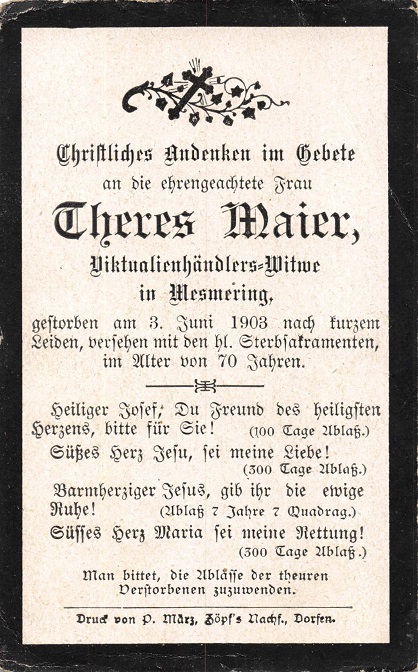 Christliches Andenken im Gebete
an die ehrengeachtete Frau
Theres Maier,
Viktualienhändlers-Witwe
in Mesmering,
gestorben am 3. Juni 1903 nach kurzem
Leiden, versehen mit den hl. Sterbsakramenten,
im Alter von 70 Jahren.
Heiliger Josef, Du Freund des heiligsten
Herzens, bitte für Sie! (100 Tage Ablaß.)
Süßes Herz Jesu, sei meine Liebe!
(300 Tage Ablaß.)
Barmherziger Jesus, gib ihr die ewige
Ruhe! (Ablaß 7 Jahre 7 Quadrag.)
Süsses Herz Maria sei meine Rettung!
(300 Tage Ablaß.)
Man bittet, die Ablässe der theuren
Verstorbenen zuzuwenden.
Druck von P. März, Zöpf's Nachf., Dorfen.